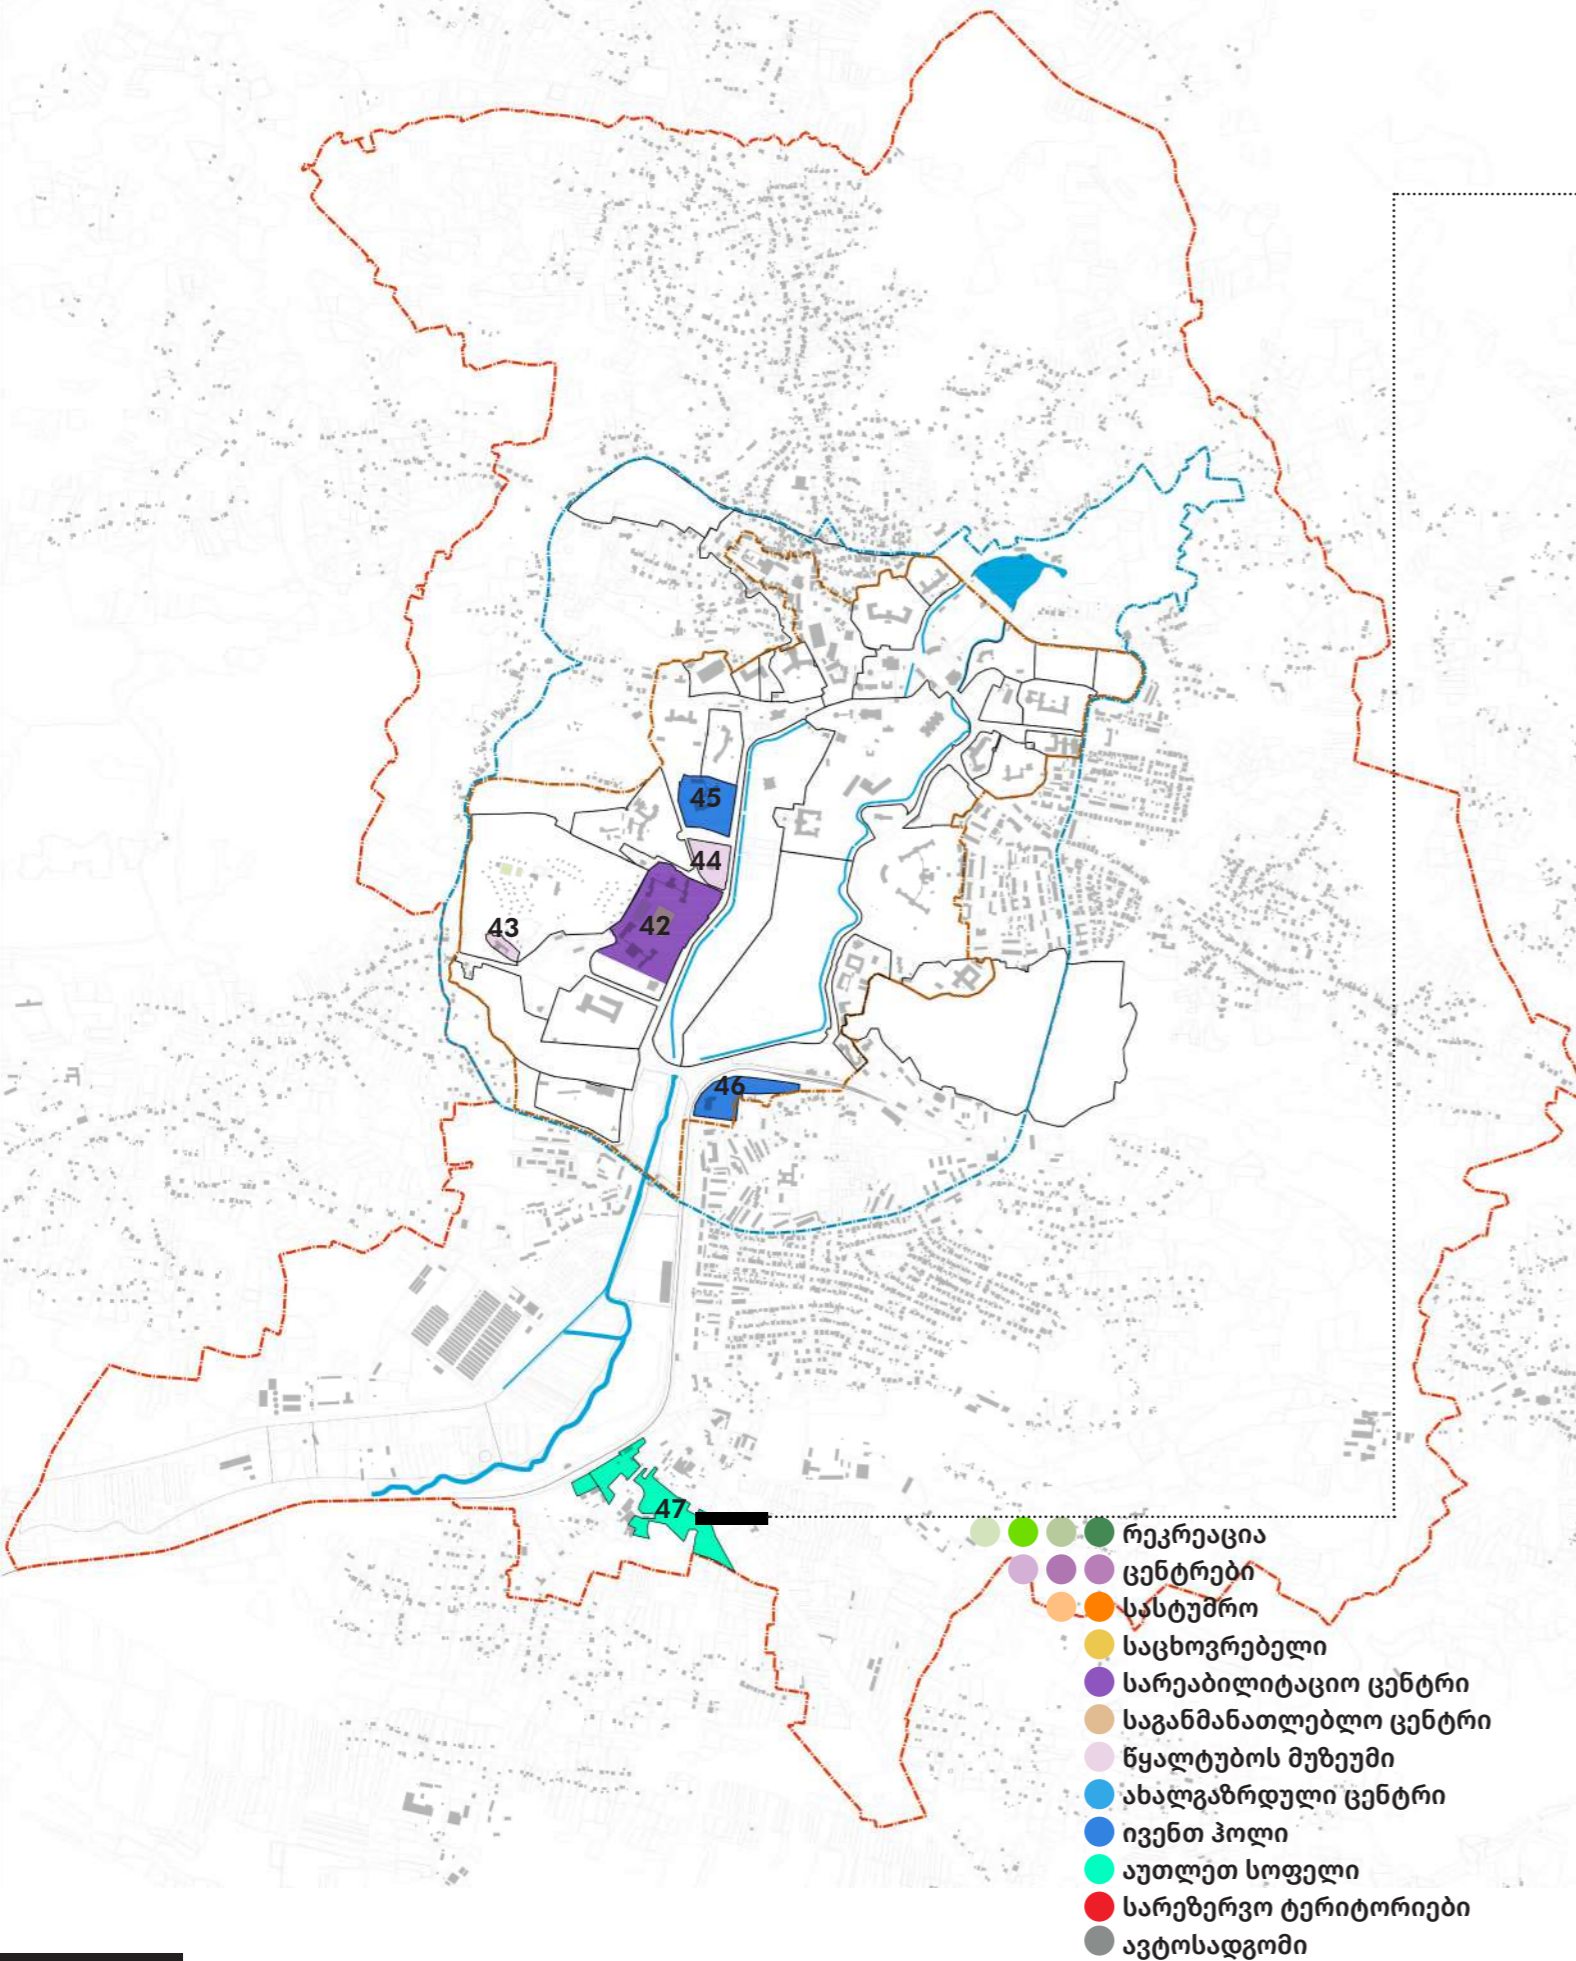 45
44
42
43
46
47
რეკრეაცია
ცენტრები
სასტუმრო
საცხოვრებელი
სარეაბილიტაციო ცენტრი
საგანმანათლებლო ცენტრი
წყალტუბოს მუზეუმი
ახალგაზრდული ცენტრი
ივენთ ჰოლი
აუთლეთ სოფელი
სარეზერვო ტერიტორიები
ავტოსადგომი